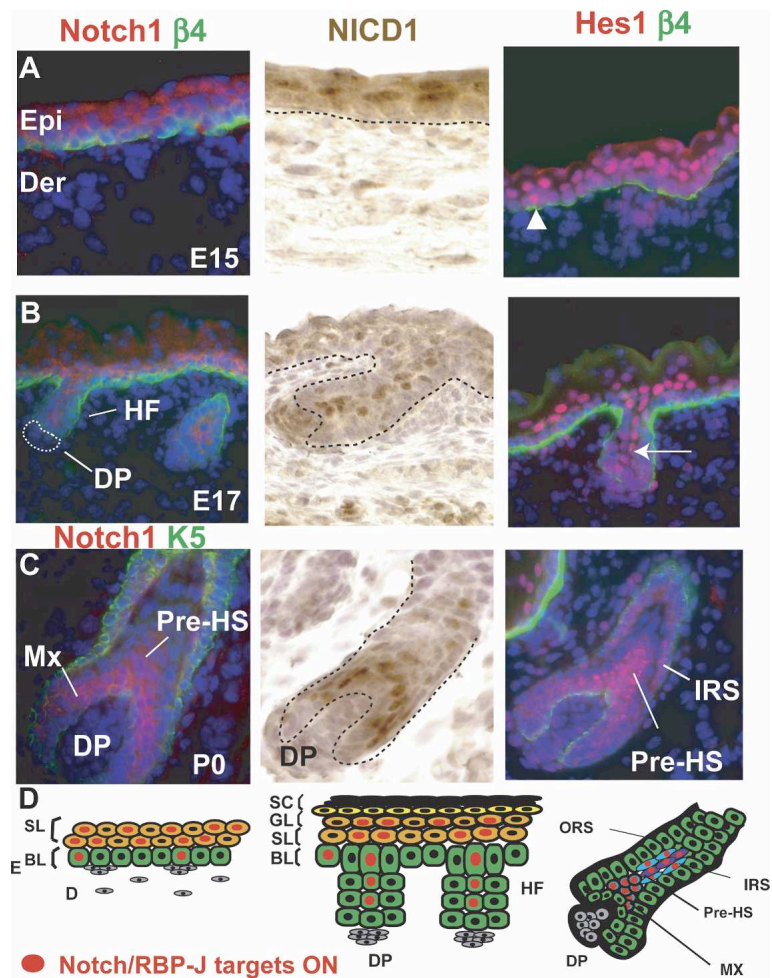 Notch1 β4
NICD1
Hes1 β4
A
Epi
Der
E15
B
HF
DP
E17
Notch1 K5
C
Pre-HS
Mx
DP
P0
DP
IRS
Pre-HS
D
SL
BL
E
D
SC
GL
SL
BL
HF
DP
ORS
IRS
Pre-HS
MX
DP
Notch/RBP-J targets ON